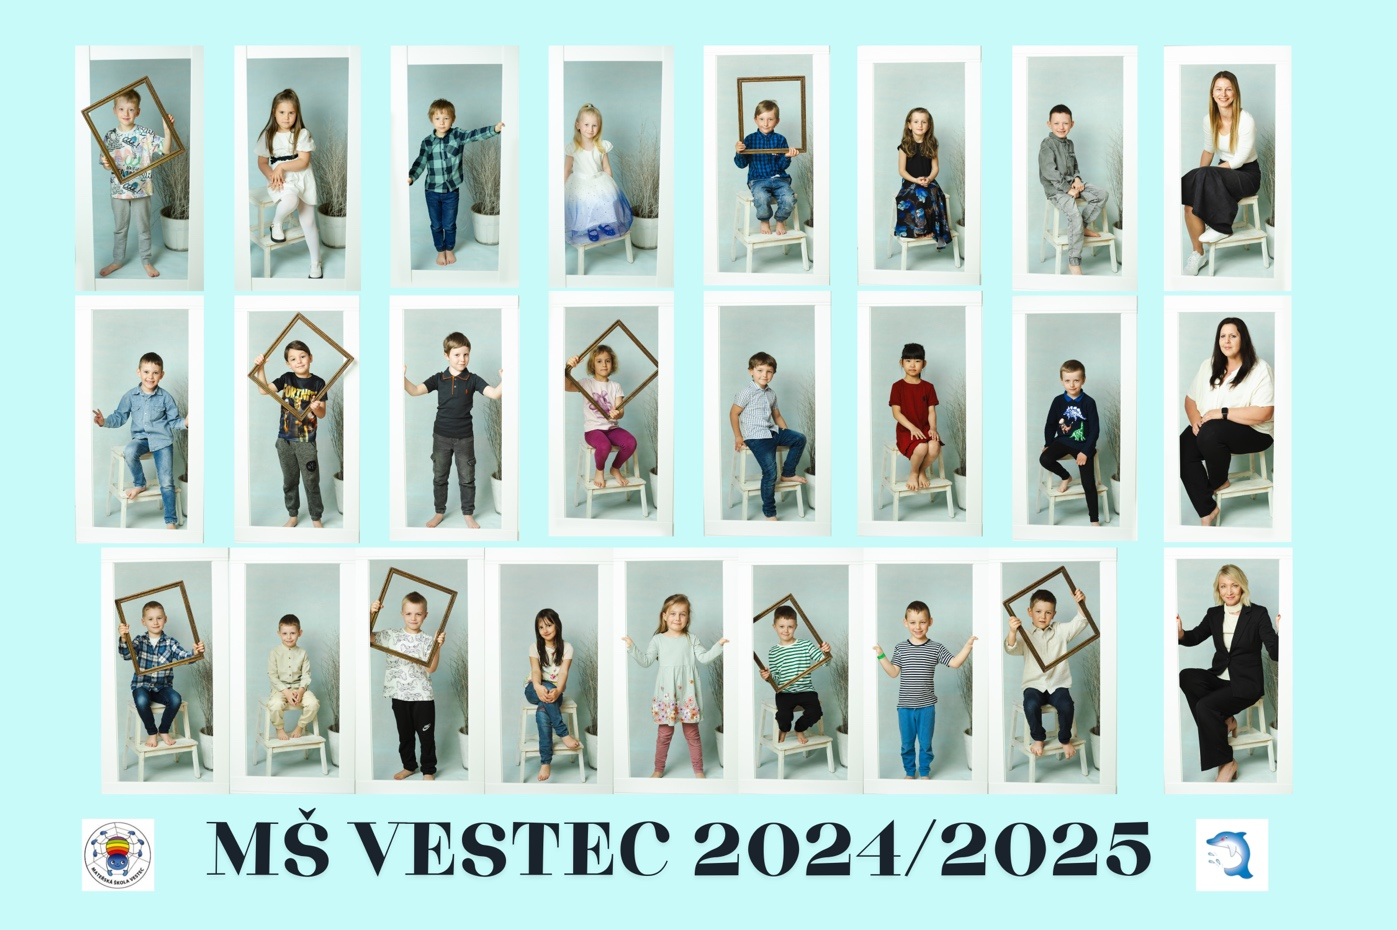 MŠ VESTEC 2024/2025
MATEŘSKÁ ŠKOLA VESTEC